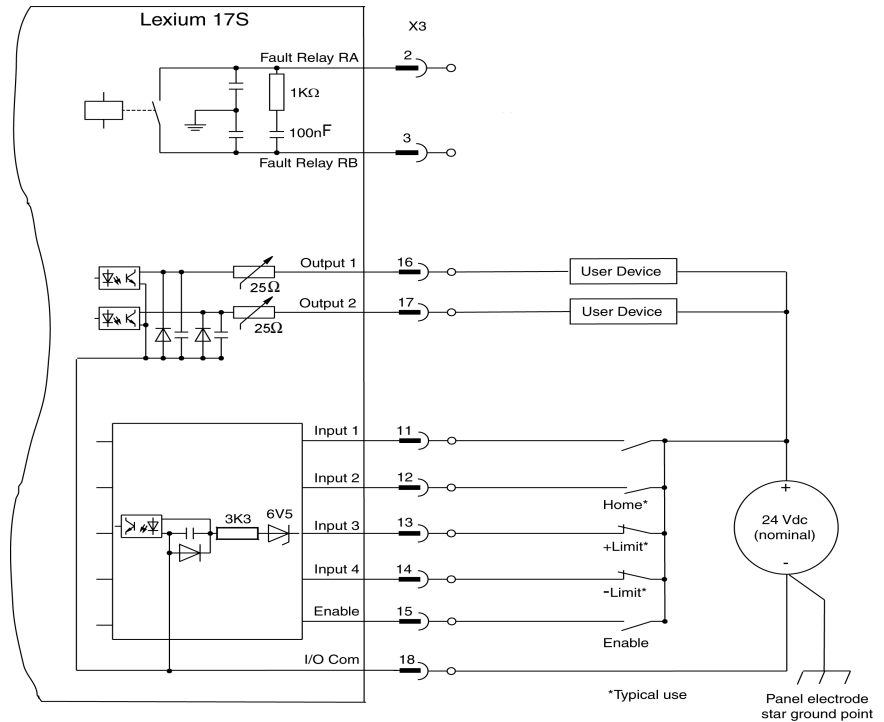 Lexium 17S
X3
Fault Relay RA
2
1KΩ
100nF
3
Fault Relay RB
Output 1
16
User Device
25Ω
Output 2
17
User Device
25Ω
Input 1
11
Input 2
12
Home*
3K3
6V5
Input 3
13
+Limit*
Input 4
14
-Limit*
Enable
15
Enable
I/O Com
18
+
24 Vdc
(nominal)
-
*Typical use
Panel electrode
star ground point